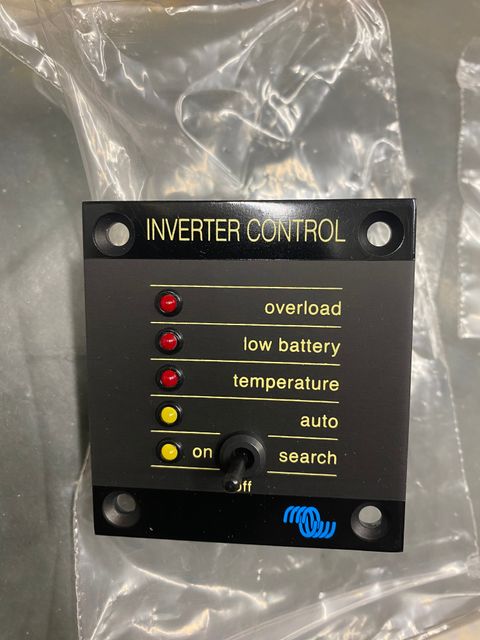 INVERTER CONTROL
overload
low battery
temperature
auto
on search
off